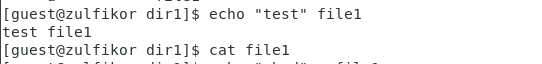 [guest@zulfikor dir1]$ echo "test" file1
test file1
[guest@zulfikor dir1]$ cat file1